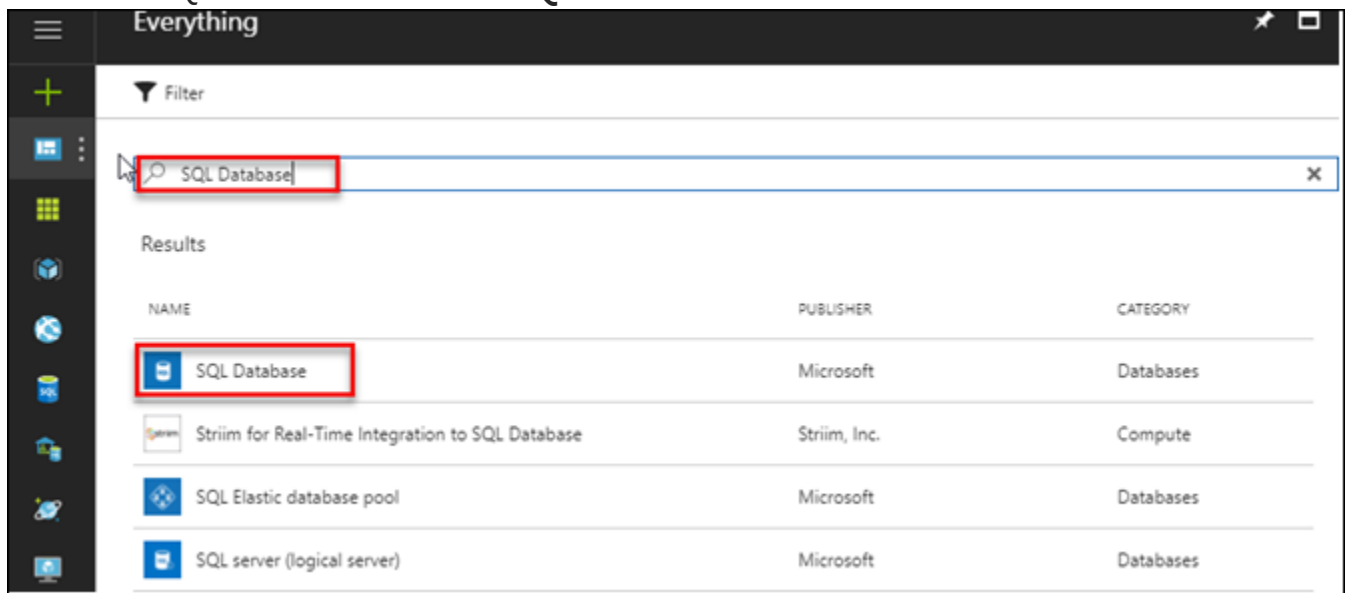 Everything
Filter
SQL Database
Results
NAME PUBLISHER CATEGORY
SQL Database Microsoft Databases
Striim for Real-Time Integration to SQL Database Striim, Inc. Compute
SQL Elastic database pool Microsoft Databases
SQL server (logical server) Microsoft Databases